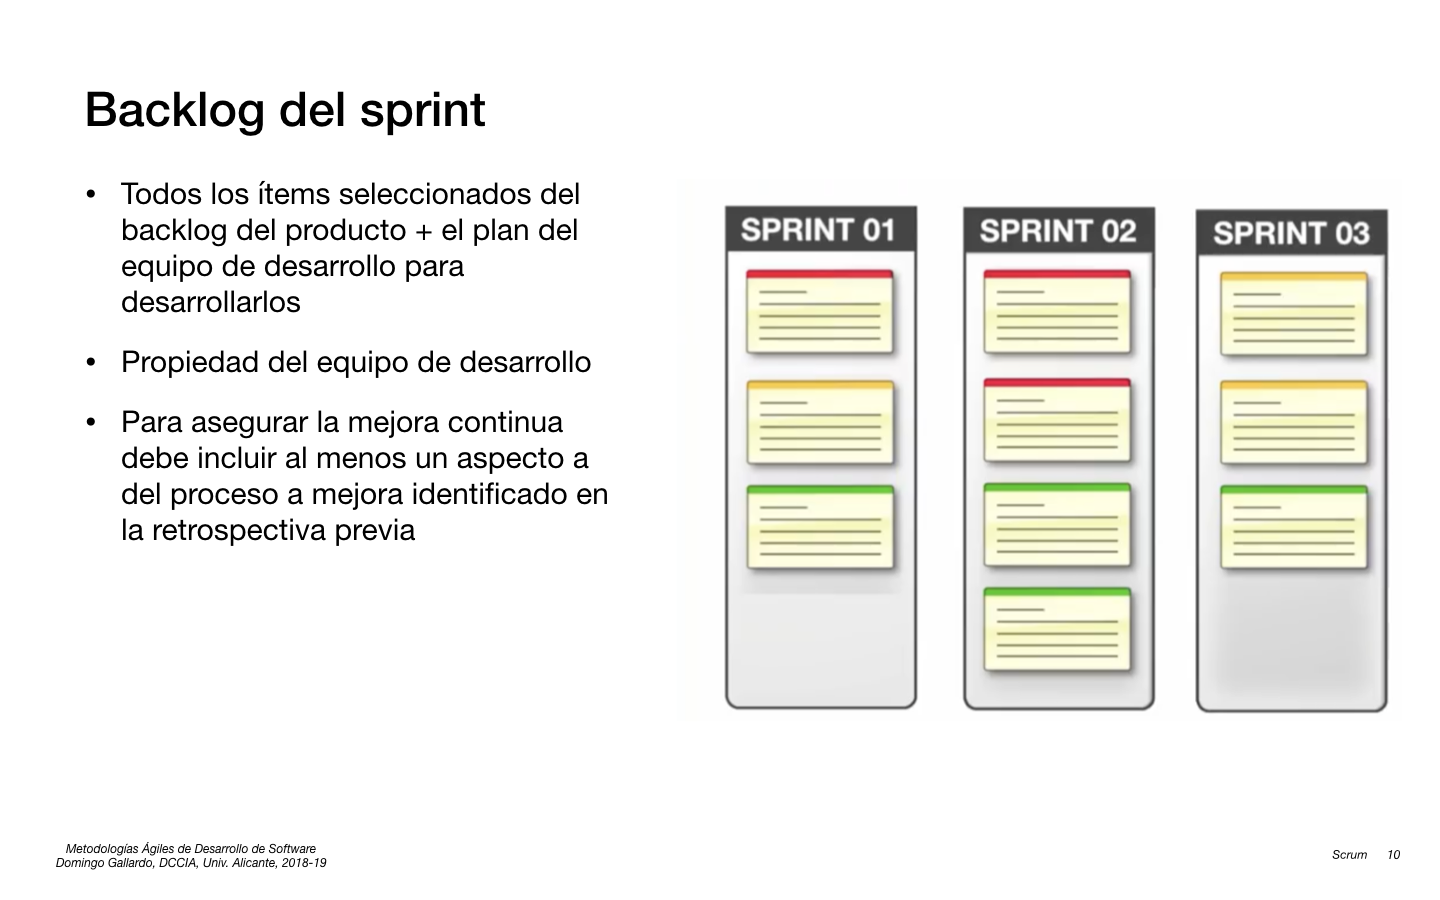 Backlog del sprint
• Todos los ítems seleccionados del
backlog del producto + el plan del
equipo de desarrollo para
desarrollarlos
• Propiedad del equipo de desarrollo
• Para asegurar la mejora continua
debe incluir al menos un aspecto a
del proceso a mejora identificado en
la retrospectiva previa
SPRINT 01
SPRINT 02
SPRINT 03
Metodologías Ágiles de Desarrollo de Software
Domingo Gallardo, DCCIA, Univ. Alicante, 2018-19
Scrum 10